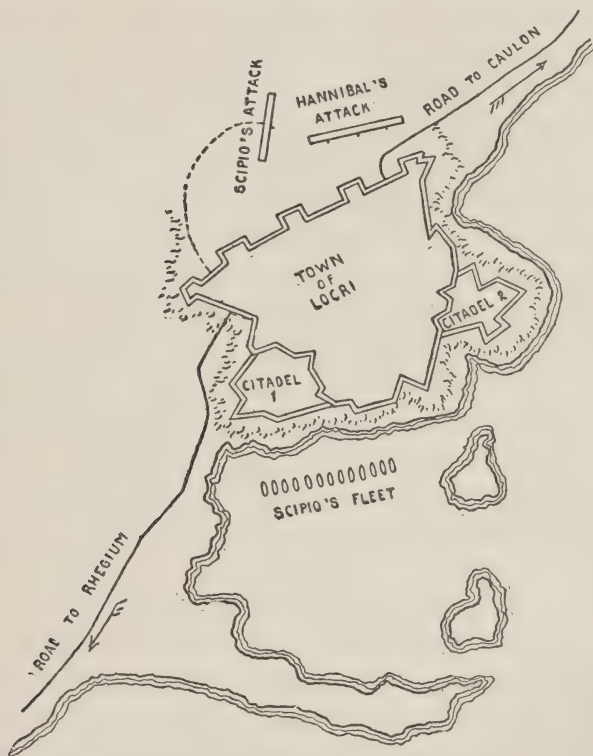 ROAD TO CAULON
HANNIBAL'S
ATTACK
SCIPIO'S ATTACK
TOWN
OF
LOCRI
CITADEL 2
CITADEL
1
SCIPIO'S FLEET
ROAD TO RHEGIUM